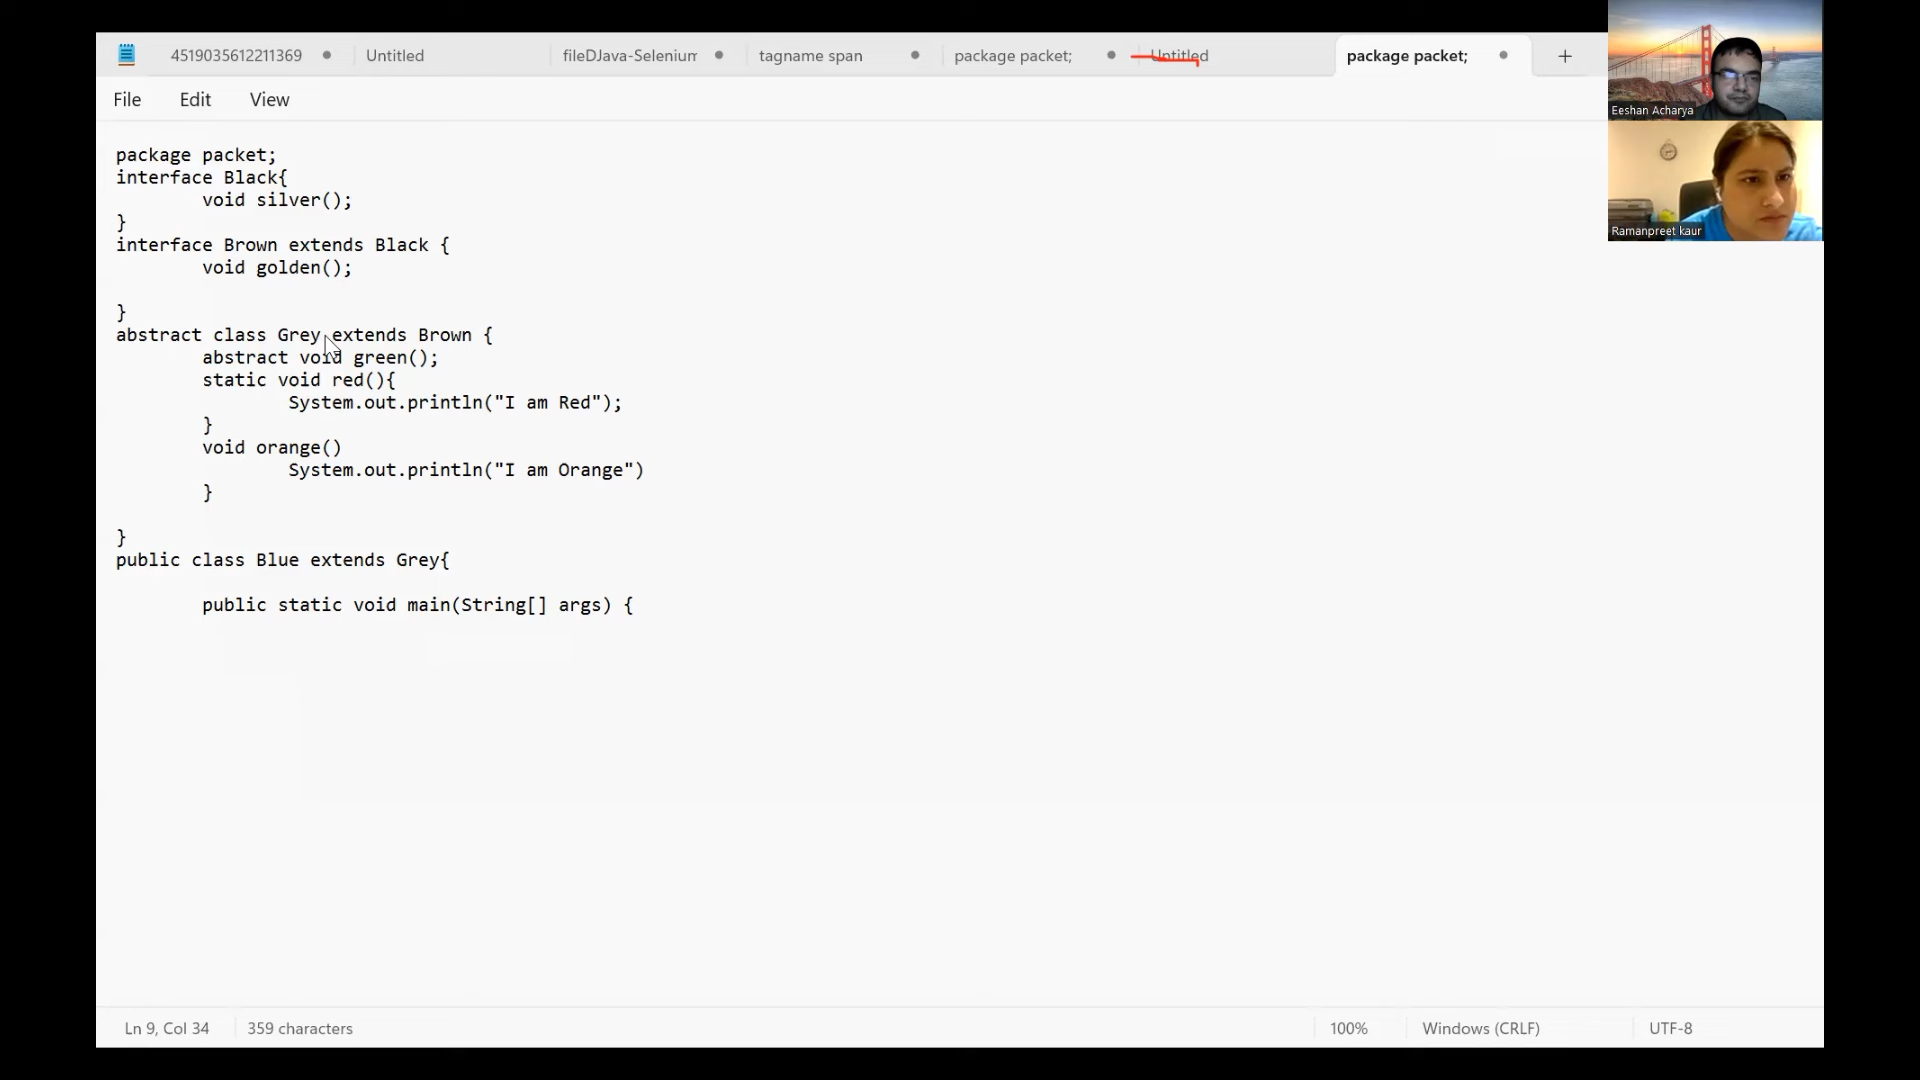 4519035612211369 Untitled fileDJava-Selenium tagname span package packet; Untitled package packet;
File Edit View
Eeshan Acharya
Ramanpreet kaur
package packet;
interface Black{
void silver();
}
interface Brown extends Black {
void golden();
}
abstract class Grey extends Brown {
abstract void green();
static void red(){
System.out.println("I am Red");
}
void orange()
System.out.println("I am Orange")
}
}
public class Blue extends Grey{
public static void main(String[] args) {
Ln 9, Col 34 359 characters 100% Windows (CRLF) UTF-8